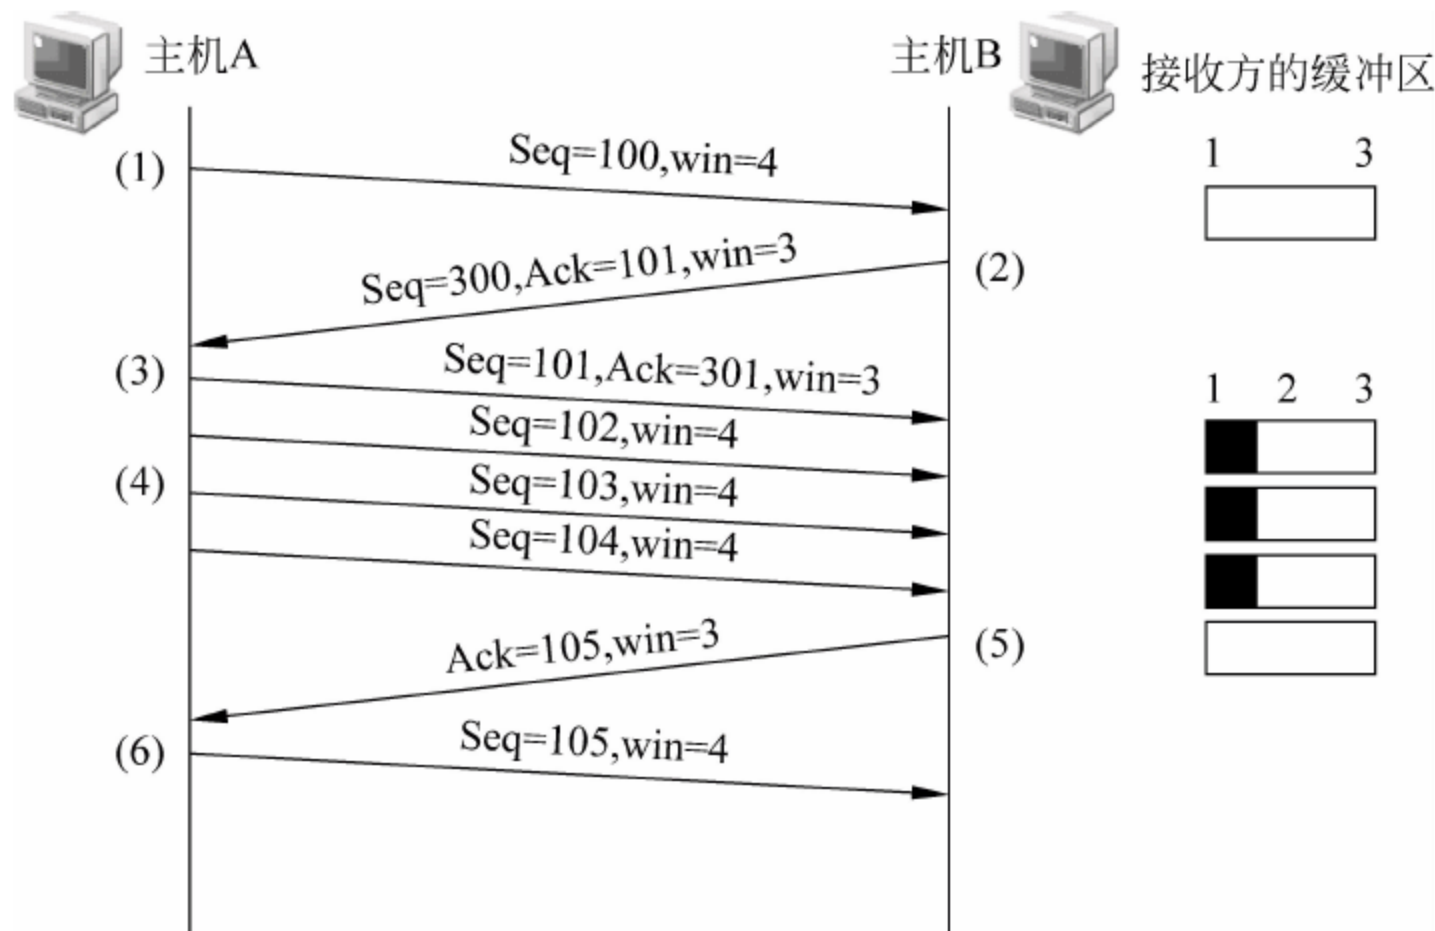 主机A
主机B
接收方的缓冲区
(1)
Seq=100,win=4
1 3
Seq=300,Ack=101,win=3
(2)
(3)
Seq=101,Ack=301,win=3
1 2 3
Seq=102,win=4
(4)
Seq=103,win=4
Seq=104,win=4
Ack=105,win=3
(5)
(6)
Seq=105,win=4